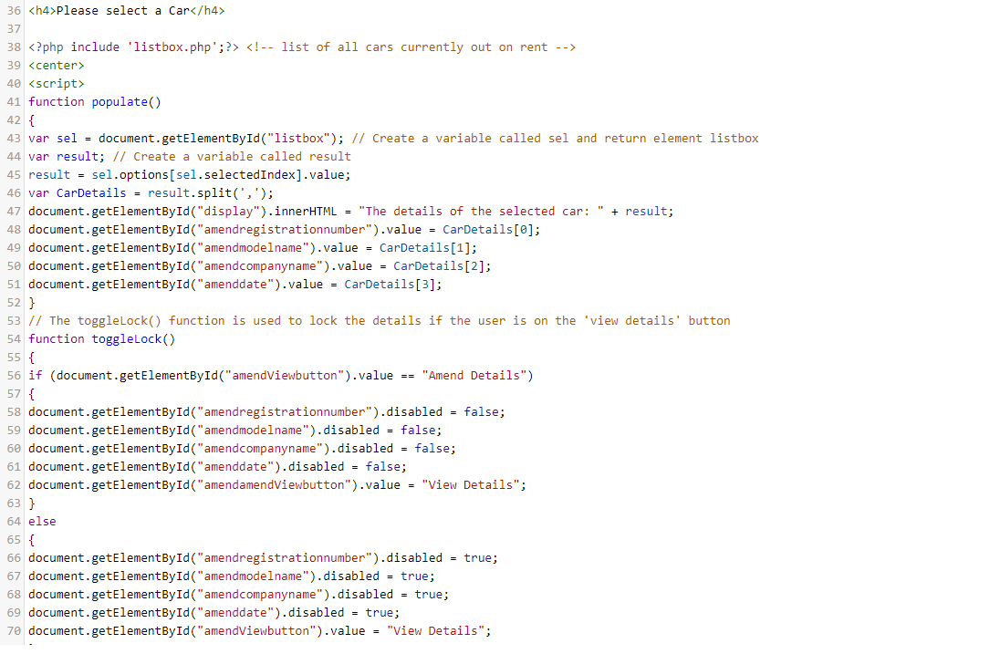 36 <h4>Please select a Car</h4>
37
38 <?php include 'listbox.php';?> <!-- list of all cars currently out on rent -->
39 <center>
40 <script>
41 function populate()
42 {
43 var sel = document.getElementById("listbox"); // Create a variable called sel and return element listbox
44 var result; // Create a variable called result
45 result = sel.options[sel.selectedIndex].value;
46 var CarDetails = result.split(',');
47 document.getElementById("display").innerHTML = "The details of the selected car: " + result;
48 document.getElementById("amendregistrationnumber").value = CarDetails[0];
49 document.getElementById("amendmodelname").value = CarDetails[1];
50 document.getElementById("amendcompanyname").value = CarDetails[2];
51 document.getElementById("amenddate").value = CarDetails[3];
52 }
53 // The toggleLock() function is used to lock the details if the user is on the 'view details' button
54 function toggleLock()
55 {
56 if (document.getElementById("amendViewbutton").value == "Amend Details")
57 {
58 document.getElementById("amendregistrationnumber").disabled = false;
59 document.getElementById("amendmodelname").disabled = false;
60 document.getElementById("amendcompanyname").disabled = false;
61 document.getElementById("amenddate").disabled = false;
62 document.getElementById("amendamendViewbutton").value = "View Details";
63 }
64 else
65 {
66 document.getElementById("amendregistrationnumber").disabled = true;
67 document.getElementById("amendmodelname").disabled = true;
68 document.getElementById("amendcompanyname").disabled = true;
69 document.getElementById("amenddate").disabled = true;
70 document.getElementById("amendViewbutton").value = "View Details";